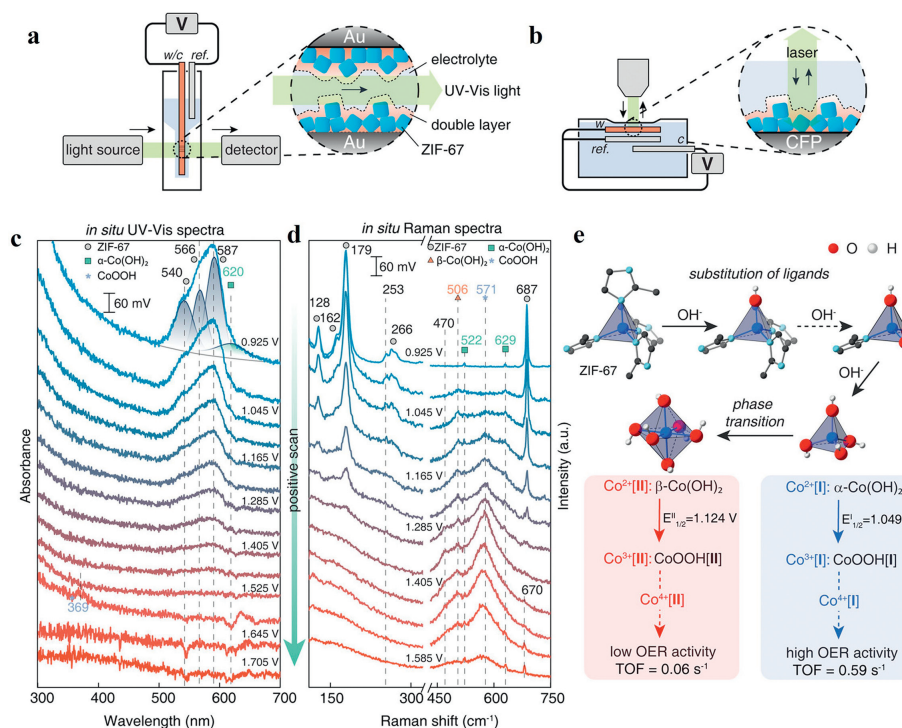 a
V
w/c
ref.
Au
electrolyte
UV-Vis light
double layer
Au
ZIF-67
light source
detector
b
laser
w
ref.
c
V
CFP
c
in situ UV-Vis spectra
ZIF-67
α-Co(OH)₂
CoOOH
566
587
540
620
60 mV
0.925 V
1.045 V
1.165 V
1.285 V
1.405 V
1.525 V
369
1.645 V
1.705 V
Absorbance
300 400 500 600 700
Wavelength (nm)
positive scan
d
in situ Raman spectra
ZIF-67
α-Co(OH)₂
β-Co(OH)₂
CoOOH
179
60 mV
128
162
253
266
506
571
687
470
522
629
0.925 V
1.045 V
1.165 V
1.285 V
1.405 V
670
1.585 V
Intensity (a.u.)
150 300 450 600 750
Raman shift (cm⁻¹)
e
O H
substitution of ligands
OH⁻
OH⁻
ZIF-67
OH⁻
phase
transition
Co²⁺[II]: β-Co(OH)₂
Eᴵᴵ₁/₂=1.124 V
Co³⁺[II]: CoOOH[II]
Co⁴⁺[II]
low OER activity
TOF = 0.06 s⁻¹
Co²⁺[I]: α-Co(OH)₂
Eᴵ₁/₂=1.049
Co³⁺[I]: CoOOH[I]
Co⁴⁺[I]
high OER activity
TOF = 0.59 s⁻¹